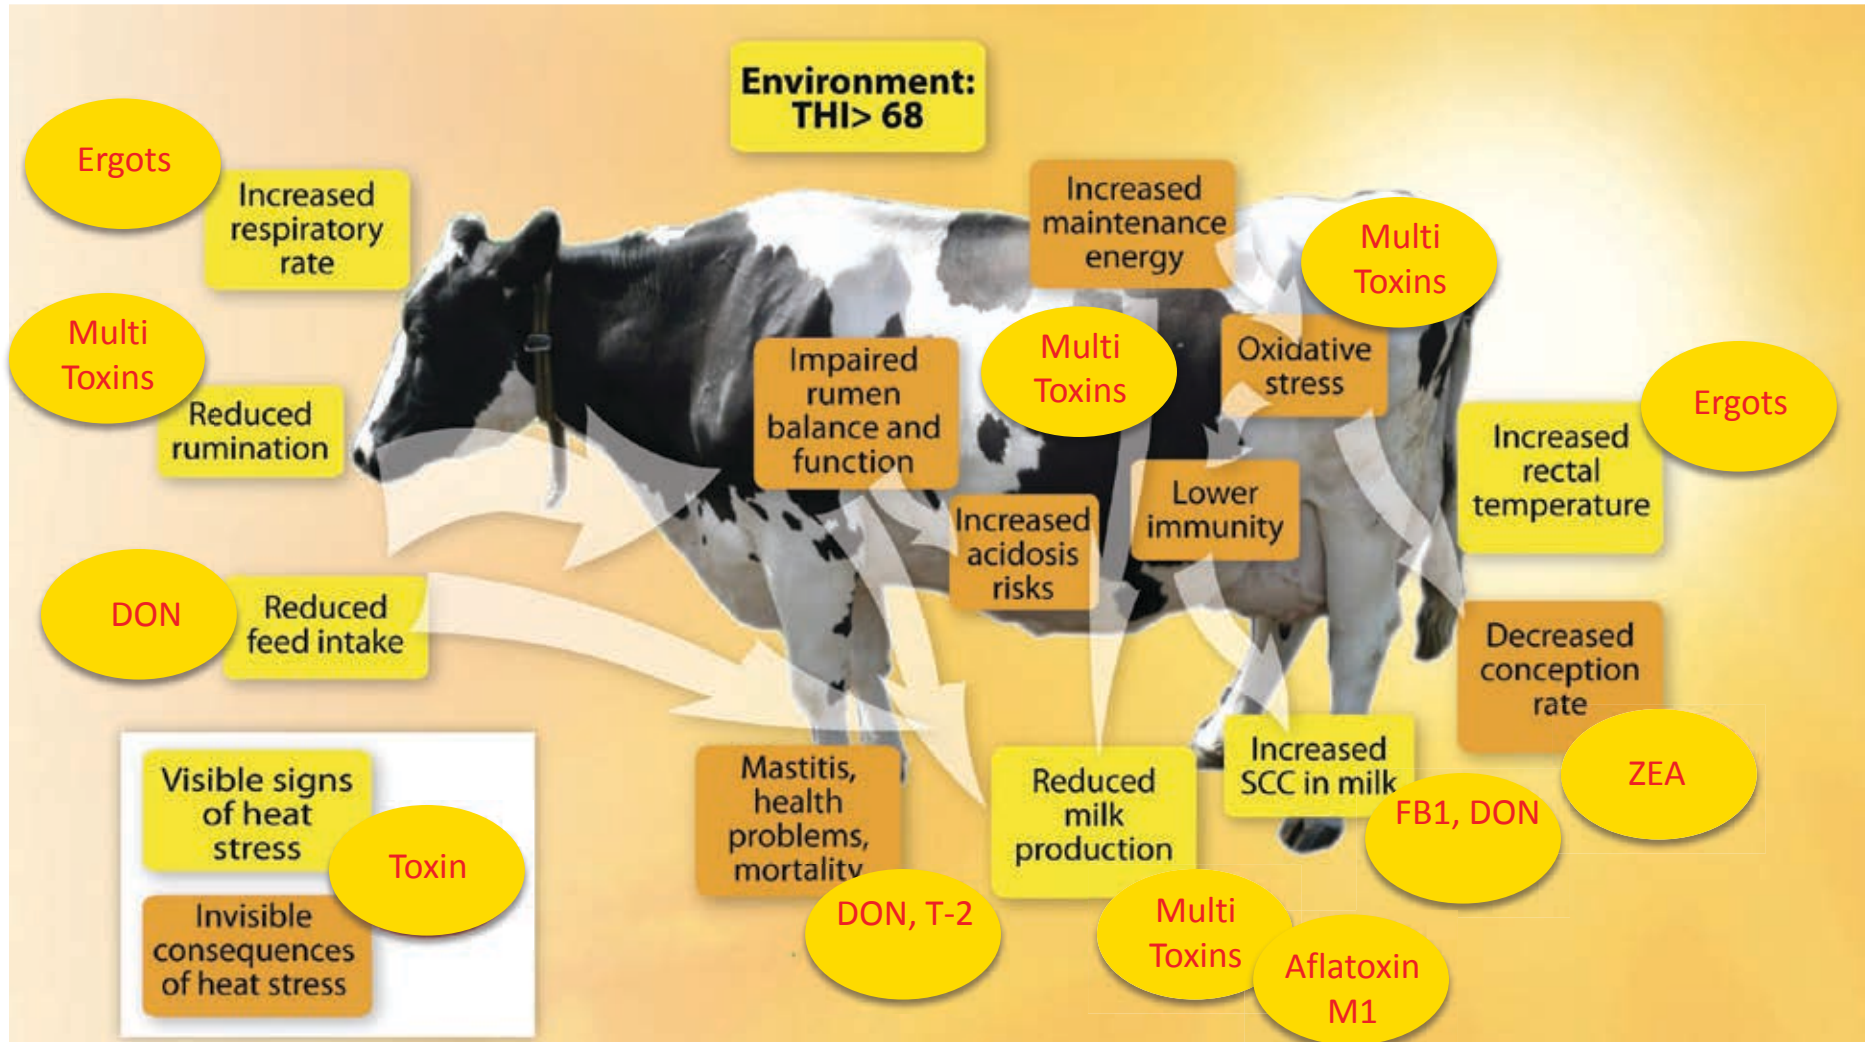 Environment:
THI> 68
Ergots
Increased
respiratory
rate
Increased
maintenance
energy
Multi
Toxins
Multi
Toxins
Reduced
rumination
Impaired
rumen
balance and
function
Multi
Toxins
Oxidative
stress
Ergots
Increased
rectal
temperature
Increased
acidosis
risks
Lower
immunity
DON
Reduced
feed intake
Decreased
conception
rate
ZEA
Visible signs
of heat
stress
Toxin
Invisible
consequences
of heat stress
Mastitis,
health
problems,
mortality
DON, T-2
Reduced
milk
production
Multi
Toxins
Aflatoxin
M1
Increased
SCC in milk
FB1, DON